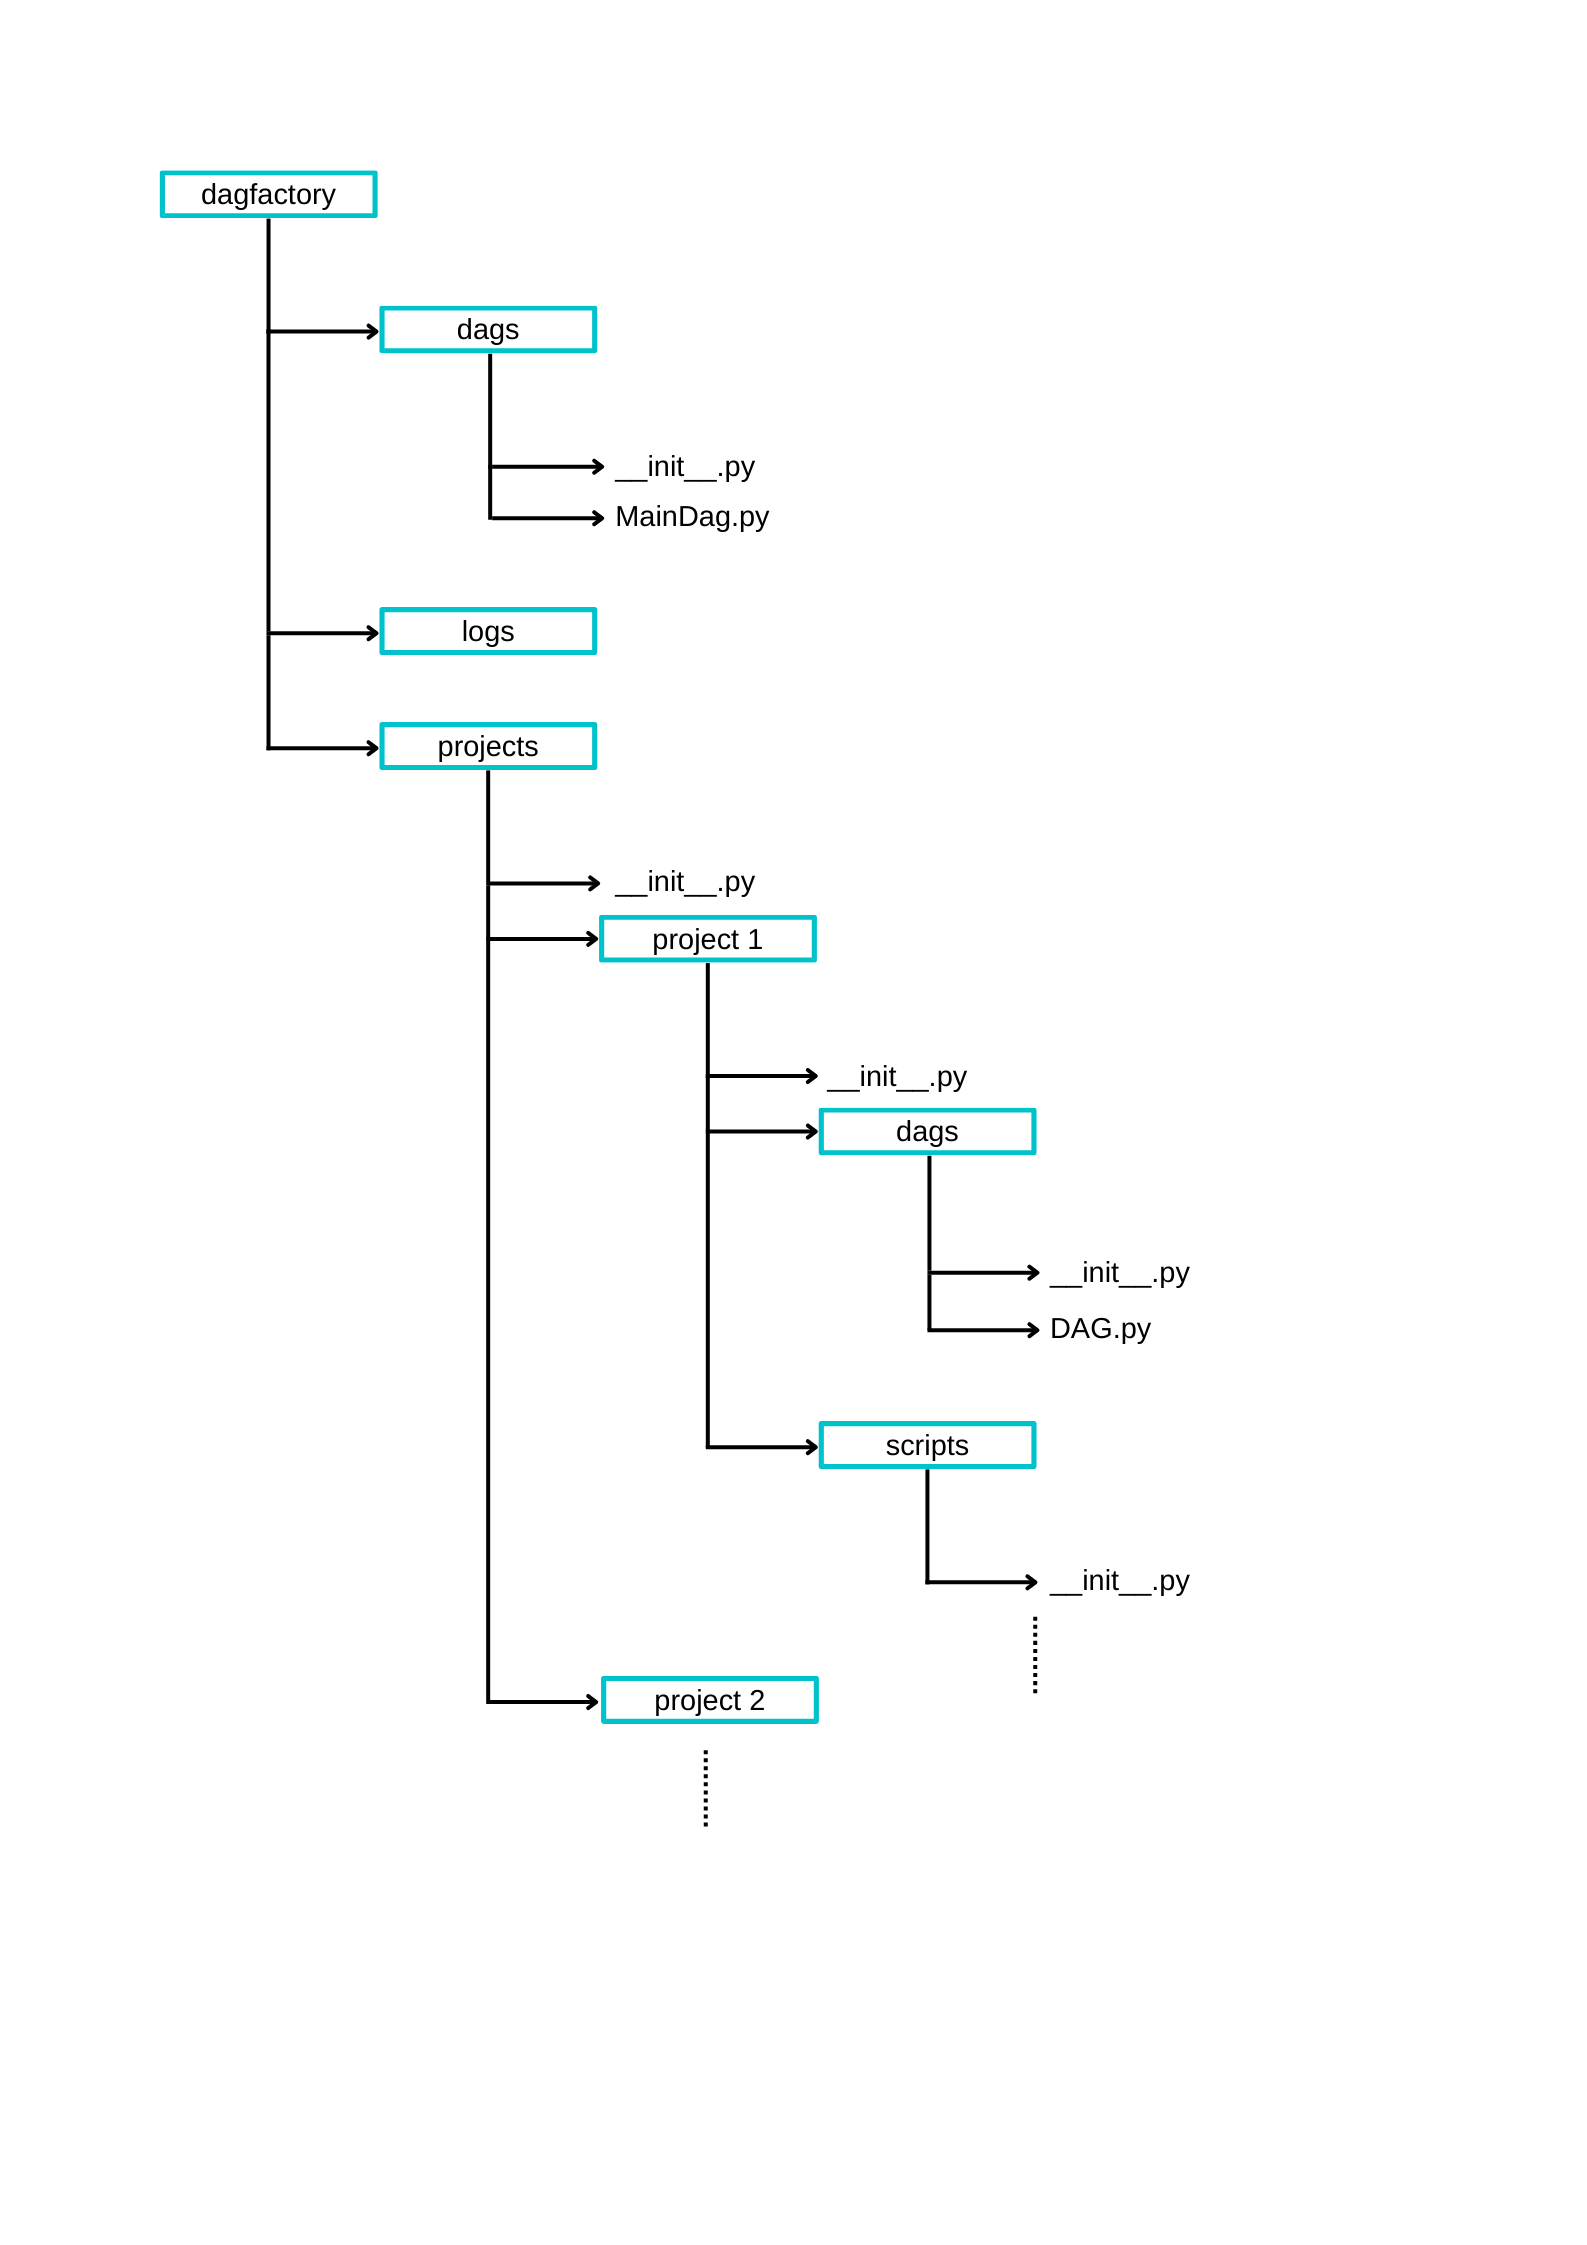 dagfactory
dags
__init__.py
MainDag.py
logs
projects
__init__.py
project 1
__init__.py
dags
__init__.py
DAG.py
scripts
__init__.py
project 2